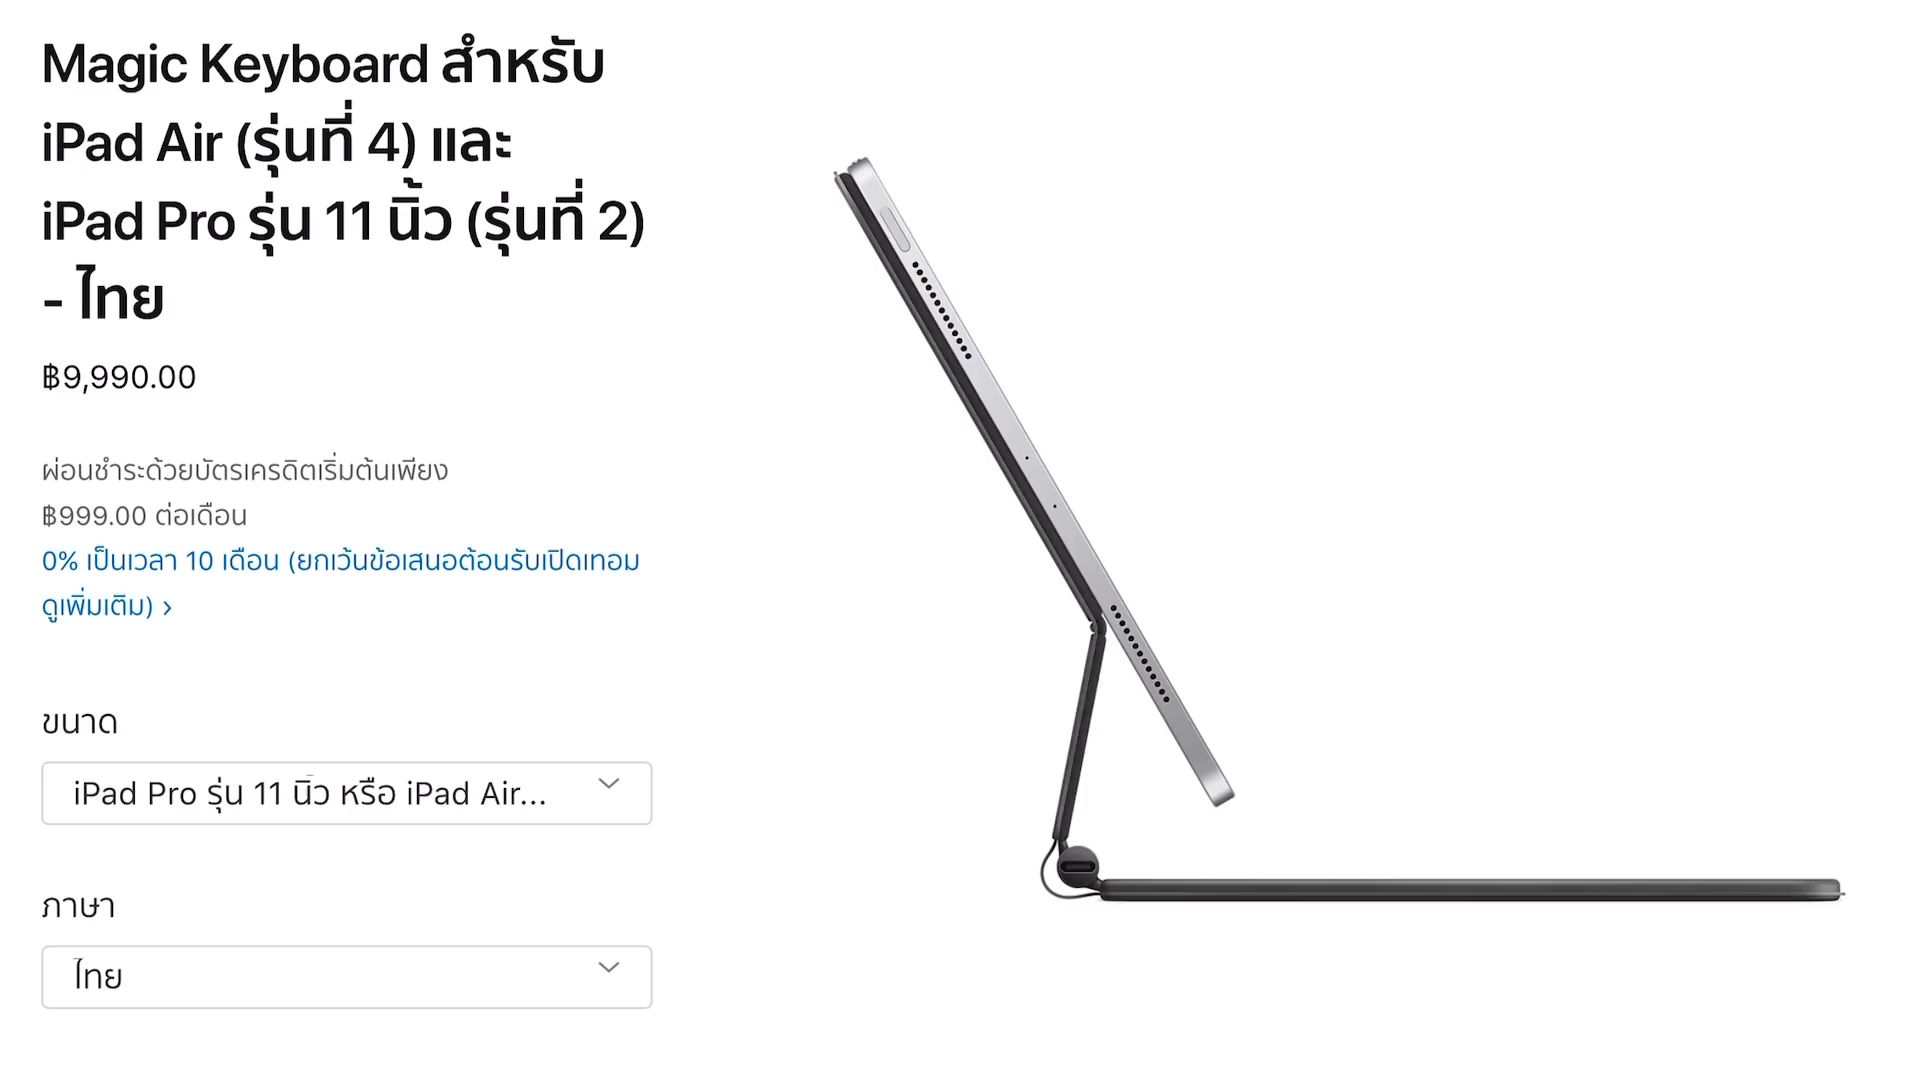 Magic Keyboard สำหรับ
iPad Air (รุ่นที่ 4) และ
iPad Pro รุ่น 11 นิ้ว (รุ่นที่ 2)
- ไทย
฿9,990.00
ผ่อนชำระด้วยบัตรเครดิตเริ่มต้นเพียง
฿999.00 ต่อเดือน
0% เป็นเวลา 10 เดือน (ยกเว้นข้อเสนอต้อนรับเปิดเทอม
ดูเพิ่มเติม) ›
ขนาด
iPad Pro รุ่น 11 นิ้ว หรือ iPad Air...
ภาษา
ไทย